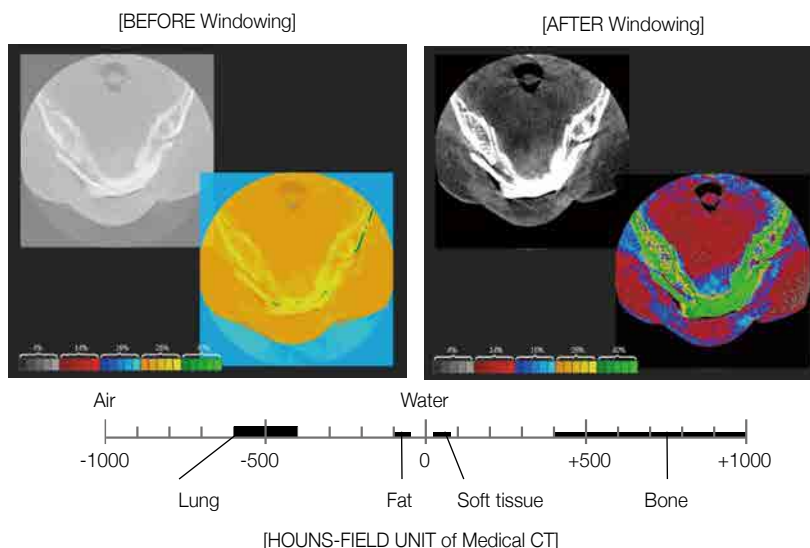 [BEFORE Windowing]
[AFTER Windowing]
Air
Water
-1000
-500
0
+500
+1000
Lung
Fat
Soft tissue
Bone
[HOUNS-FIELD UNIT of Medical CT]